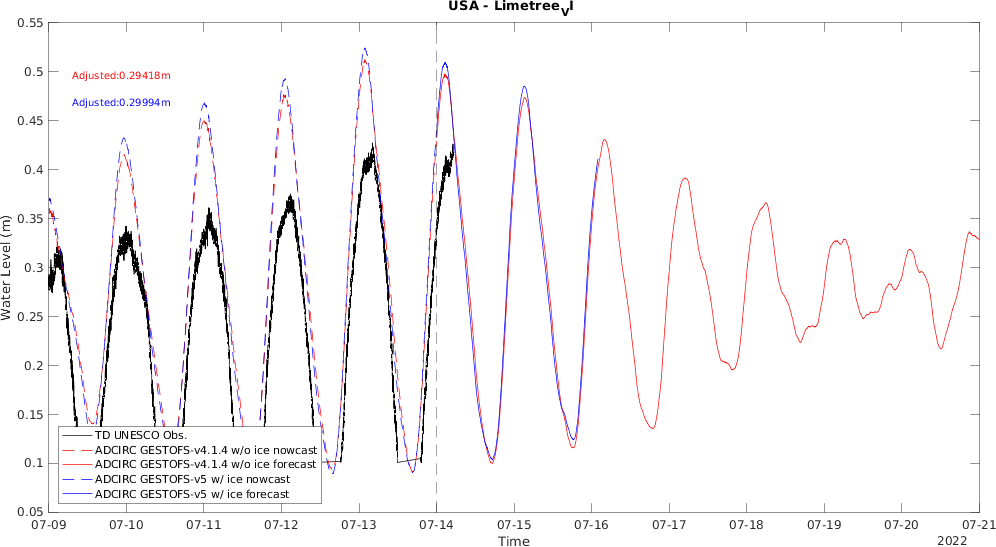 USA - Limetree_VI
0.55
0.5
0.45
0.4
0.35
0.3
0.25
0.2
0.15
0.1
0.05
Water Level (m)
Adjusted:0.29418m
Adjusted:0.29994m
TD UNESCO Obs.
ADCIRC GESTOFS-v4.1.4 w/o ice nowcast
ADCIRC GESTOFS-v4.1.4 w/o ice forecast
ADCIRC GESTOFS-v5 w/ ice nowcast
ADCIRC GESTOFS-v5 w/ ice forecast
07-09 07-10 07-11 07-12 07-13 07-14 07-15 07-16 07-17 07-18 07-19 07-20 07-21
Time
2022